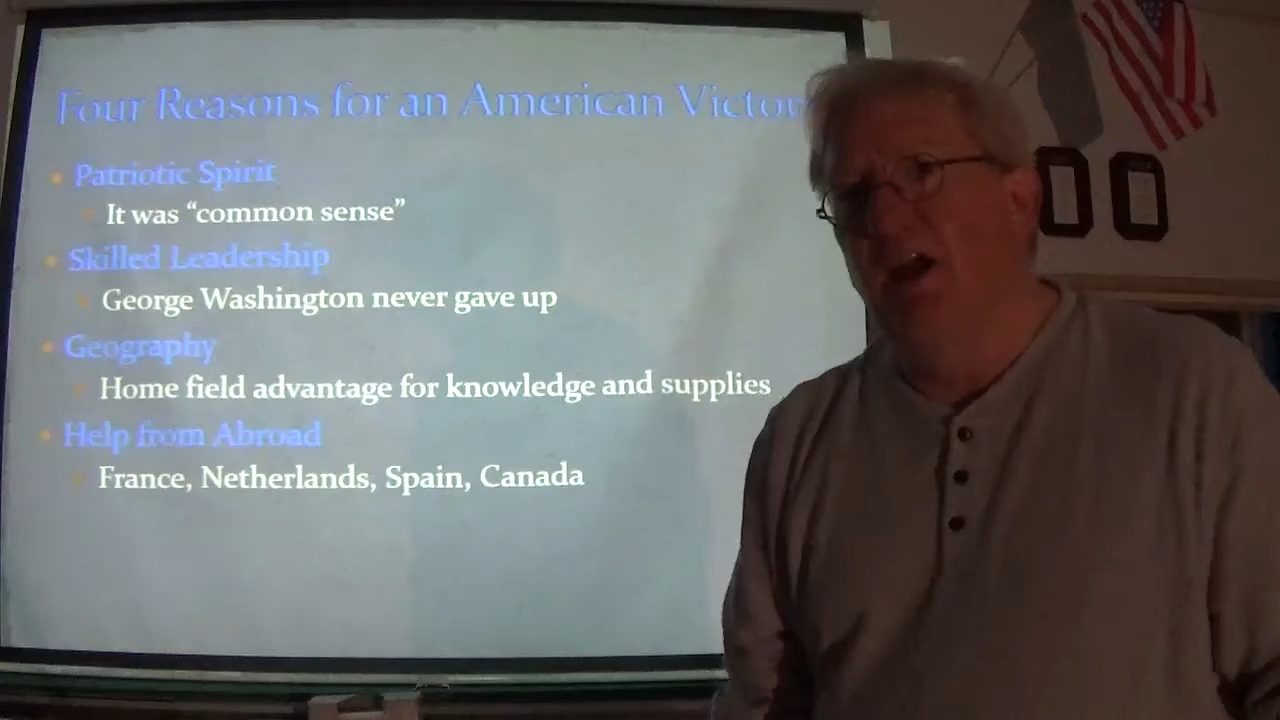 Four Reasons for an American Victor
Patriotic Spirit
It was “common sense”
Skilled Leadership
George Washington never gave up
Geography
Home field advantage for knowledge and supplies
Help from Abroad
France, Netherlands, Spain, Canada
00